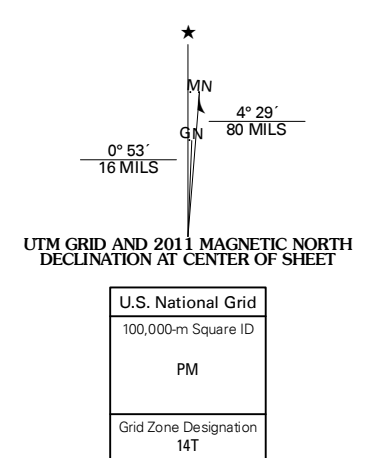 ★
MN
4° 29´
80 MILS
GN
0° 53´
16 MILS
UTM GRID AND 2011 MAGNETIC NORTH
DECLINATION AT CENTER OF SHEET
U.S. National Grid
100,000-m Square ID
PM
Grid Zone Designation
14T